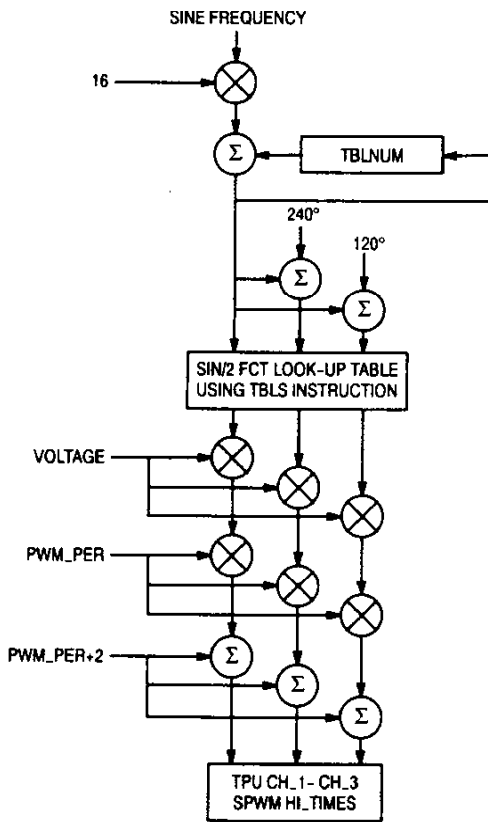 SINE FREQUENCY
16
Σ
TBLNUM
240°
120°
Σ
Σ
SIN/2 FCT LOOK-UP TABLE
USING TBLS INSTRUCTION
VOLTAGE
PWM_PER
PWM_PER+2
Σ
Σ
Σ
TPU CH_1- CH_3
SPWM HI_TIMES